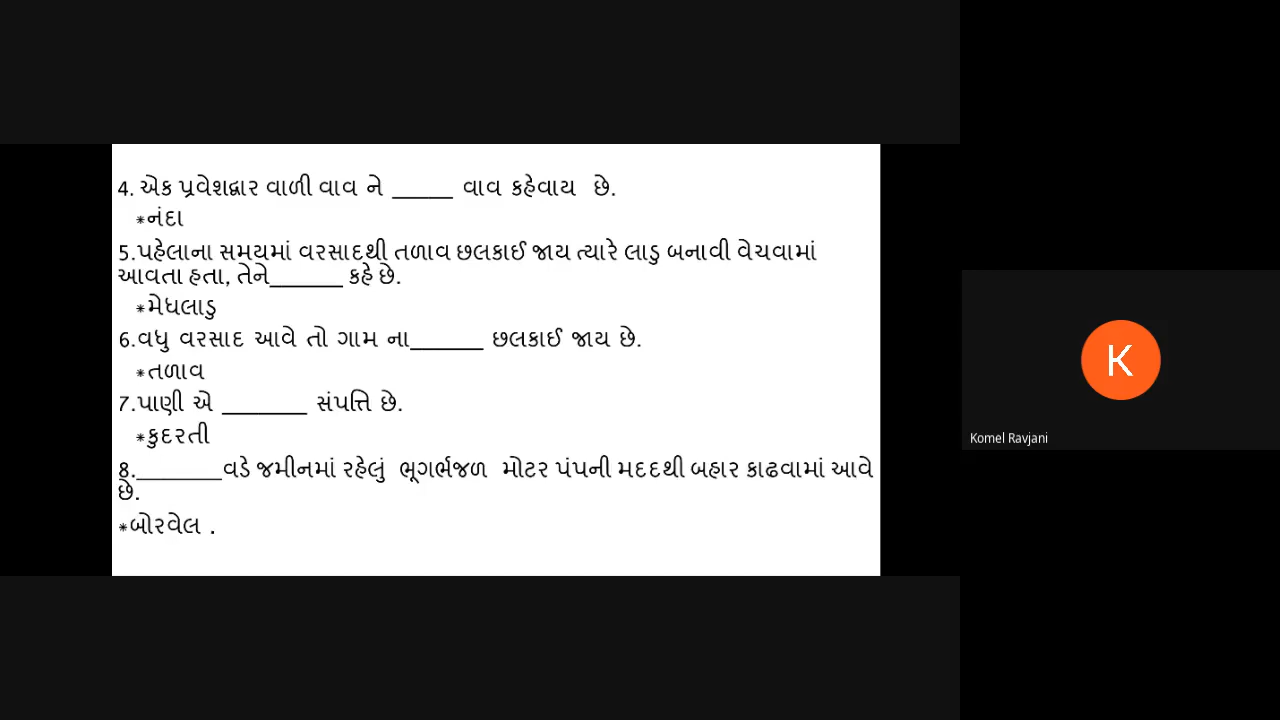 4. એક પ્રવેશદ્વાર વાળી વાવ ને _____ વાવ કહેવાય છે.
*નંદા
5.પહેલાના સમયમાં વરસાદથી તળાવ છલકાઈ જાય ત્યારે લાડુ બનાવી વેચવામાં
આવતા હતા, તેને______ કહે છે.
*મેઘલાડુ
6.વધુ વરસાદ આવે તો ગામ ના______ છલકાઈ જાય છે.
*તળાવ
7.પાણી એ _______ સંપત્તિ છે.
*કુદરતી
8._______વડે જમીનમાં રહેલું ભૂગર્ભજળ મોટર પંપની મદદથી બહાર કાઢવામાં આવે
છે.
*બોરવેલ .
K
Komel Ravjani